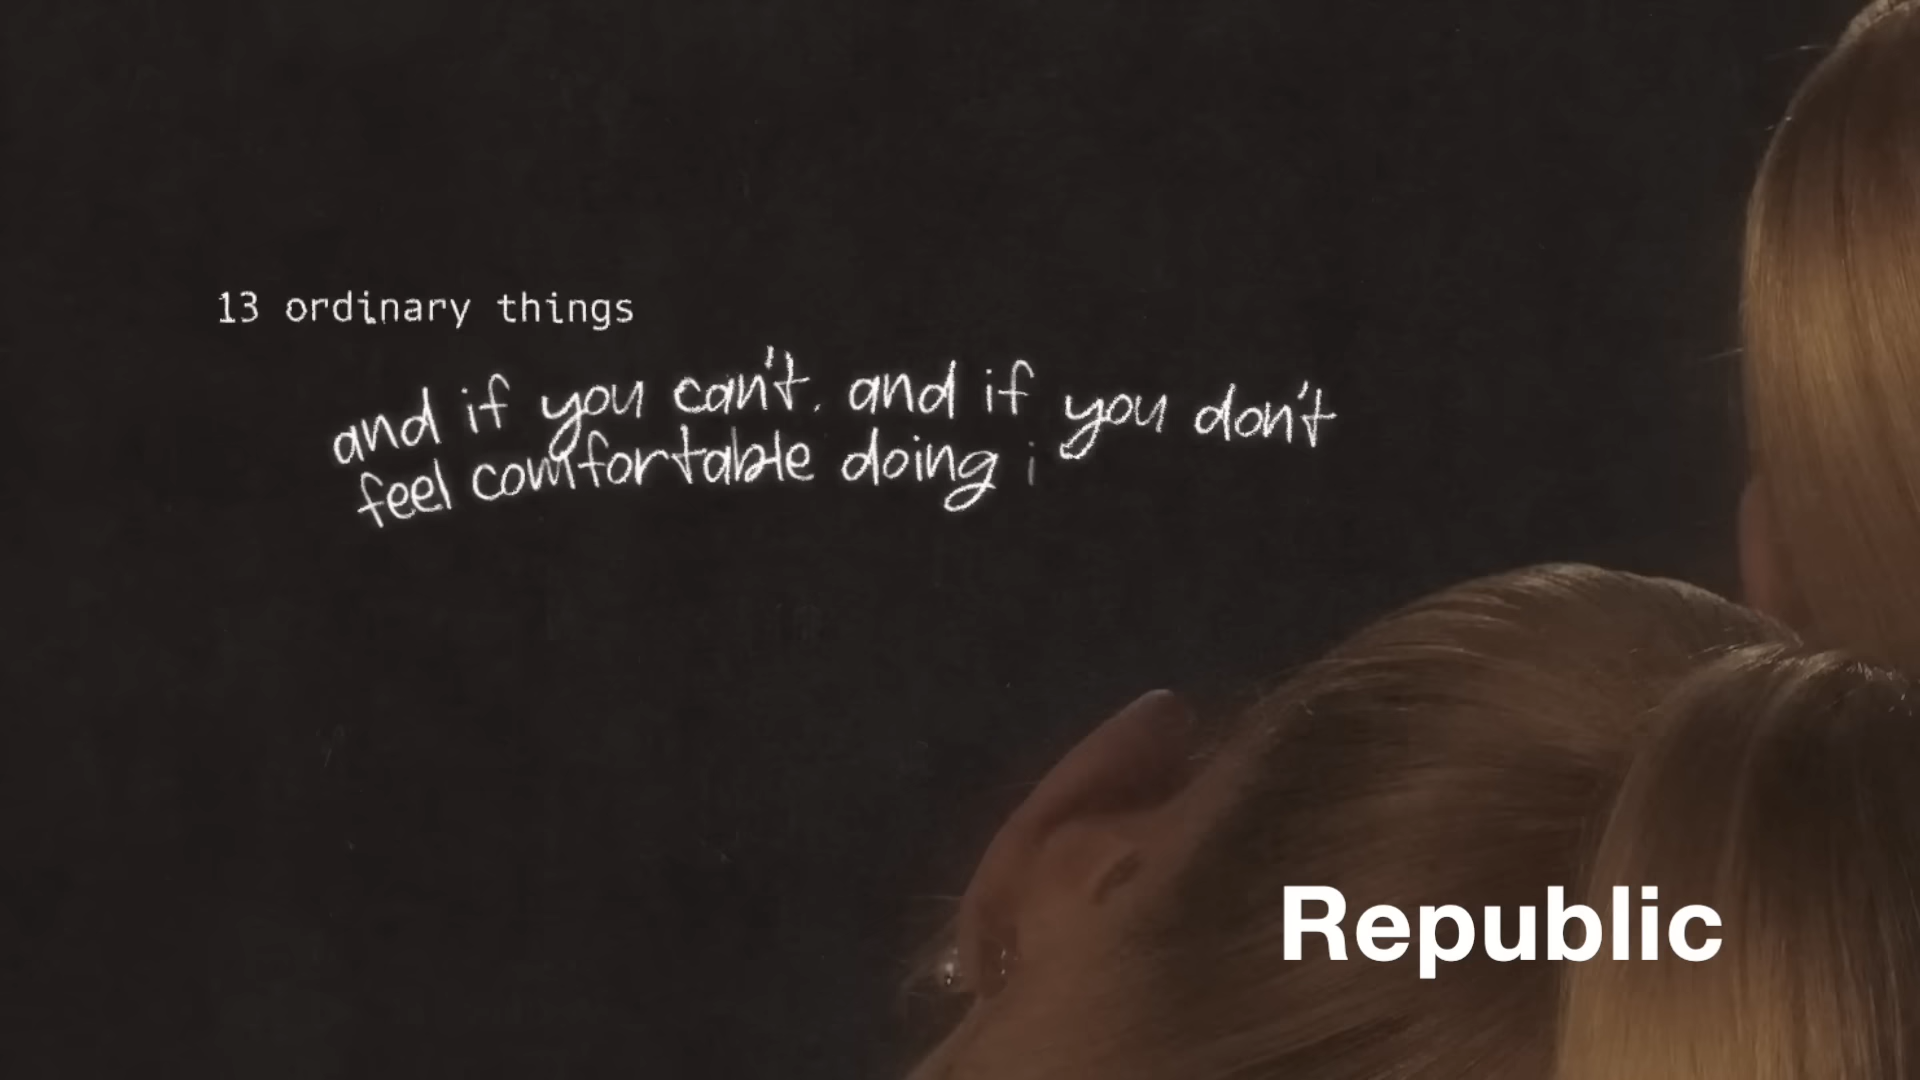 13 ordinary things
and if you can't. and if you don't
feel comfortable doing i
Republic